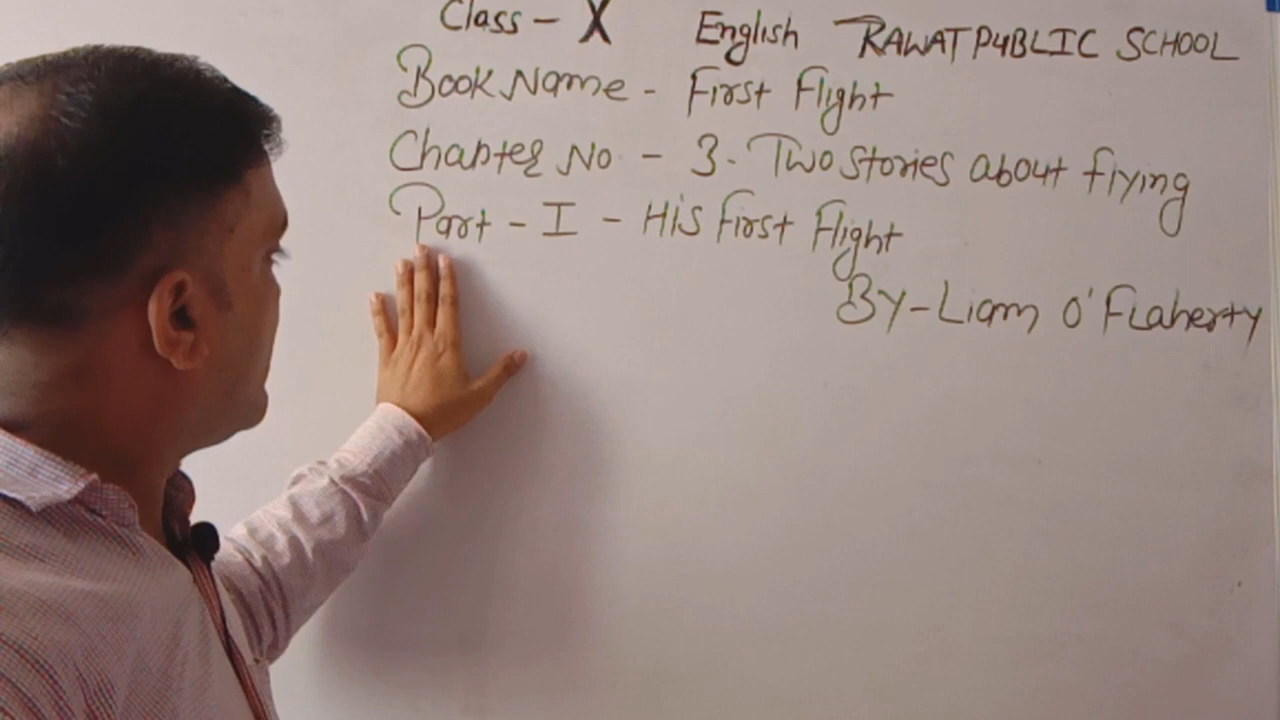 Class - X English RAWAT PUBLIC SCHOOL
Book Name - First Flight
Chapter No - 3. Two Stories about flying
Part - I - His First Flight
By - Liam O'Flaherty